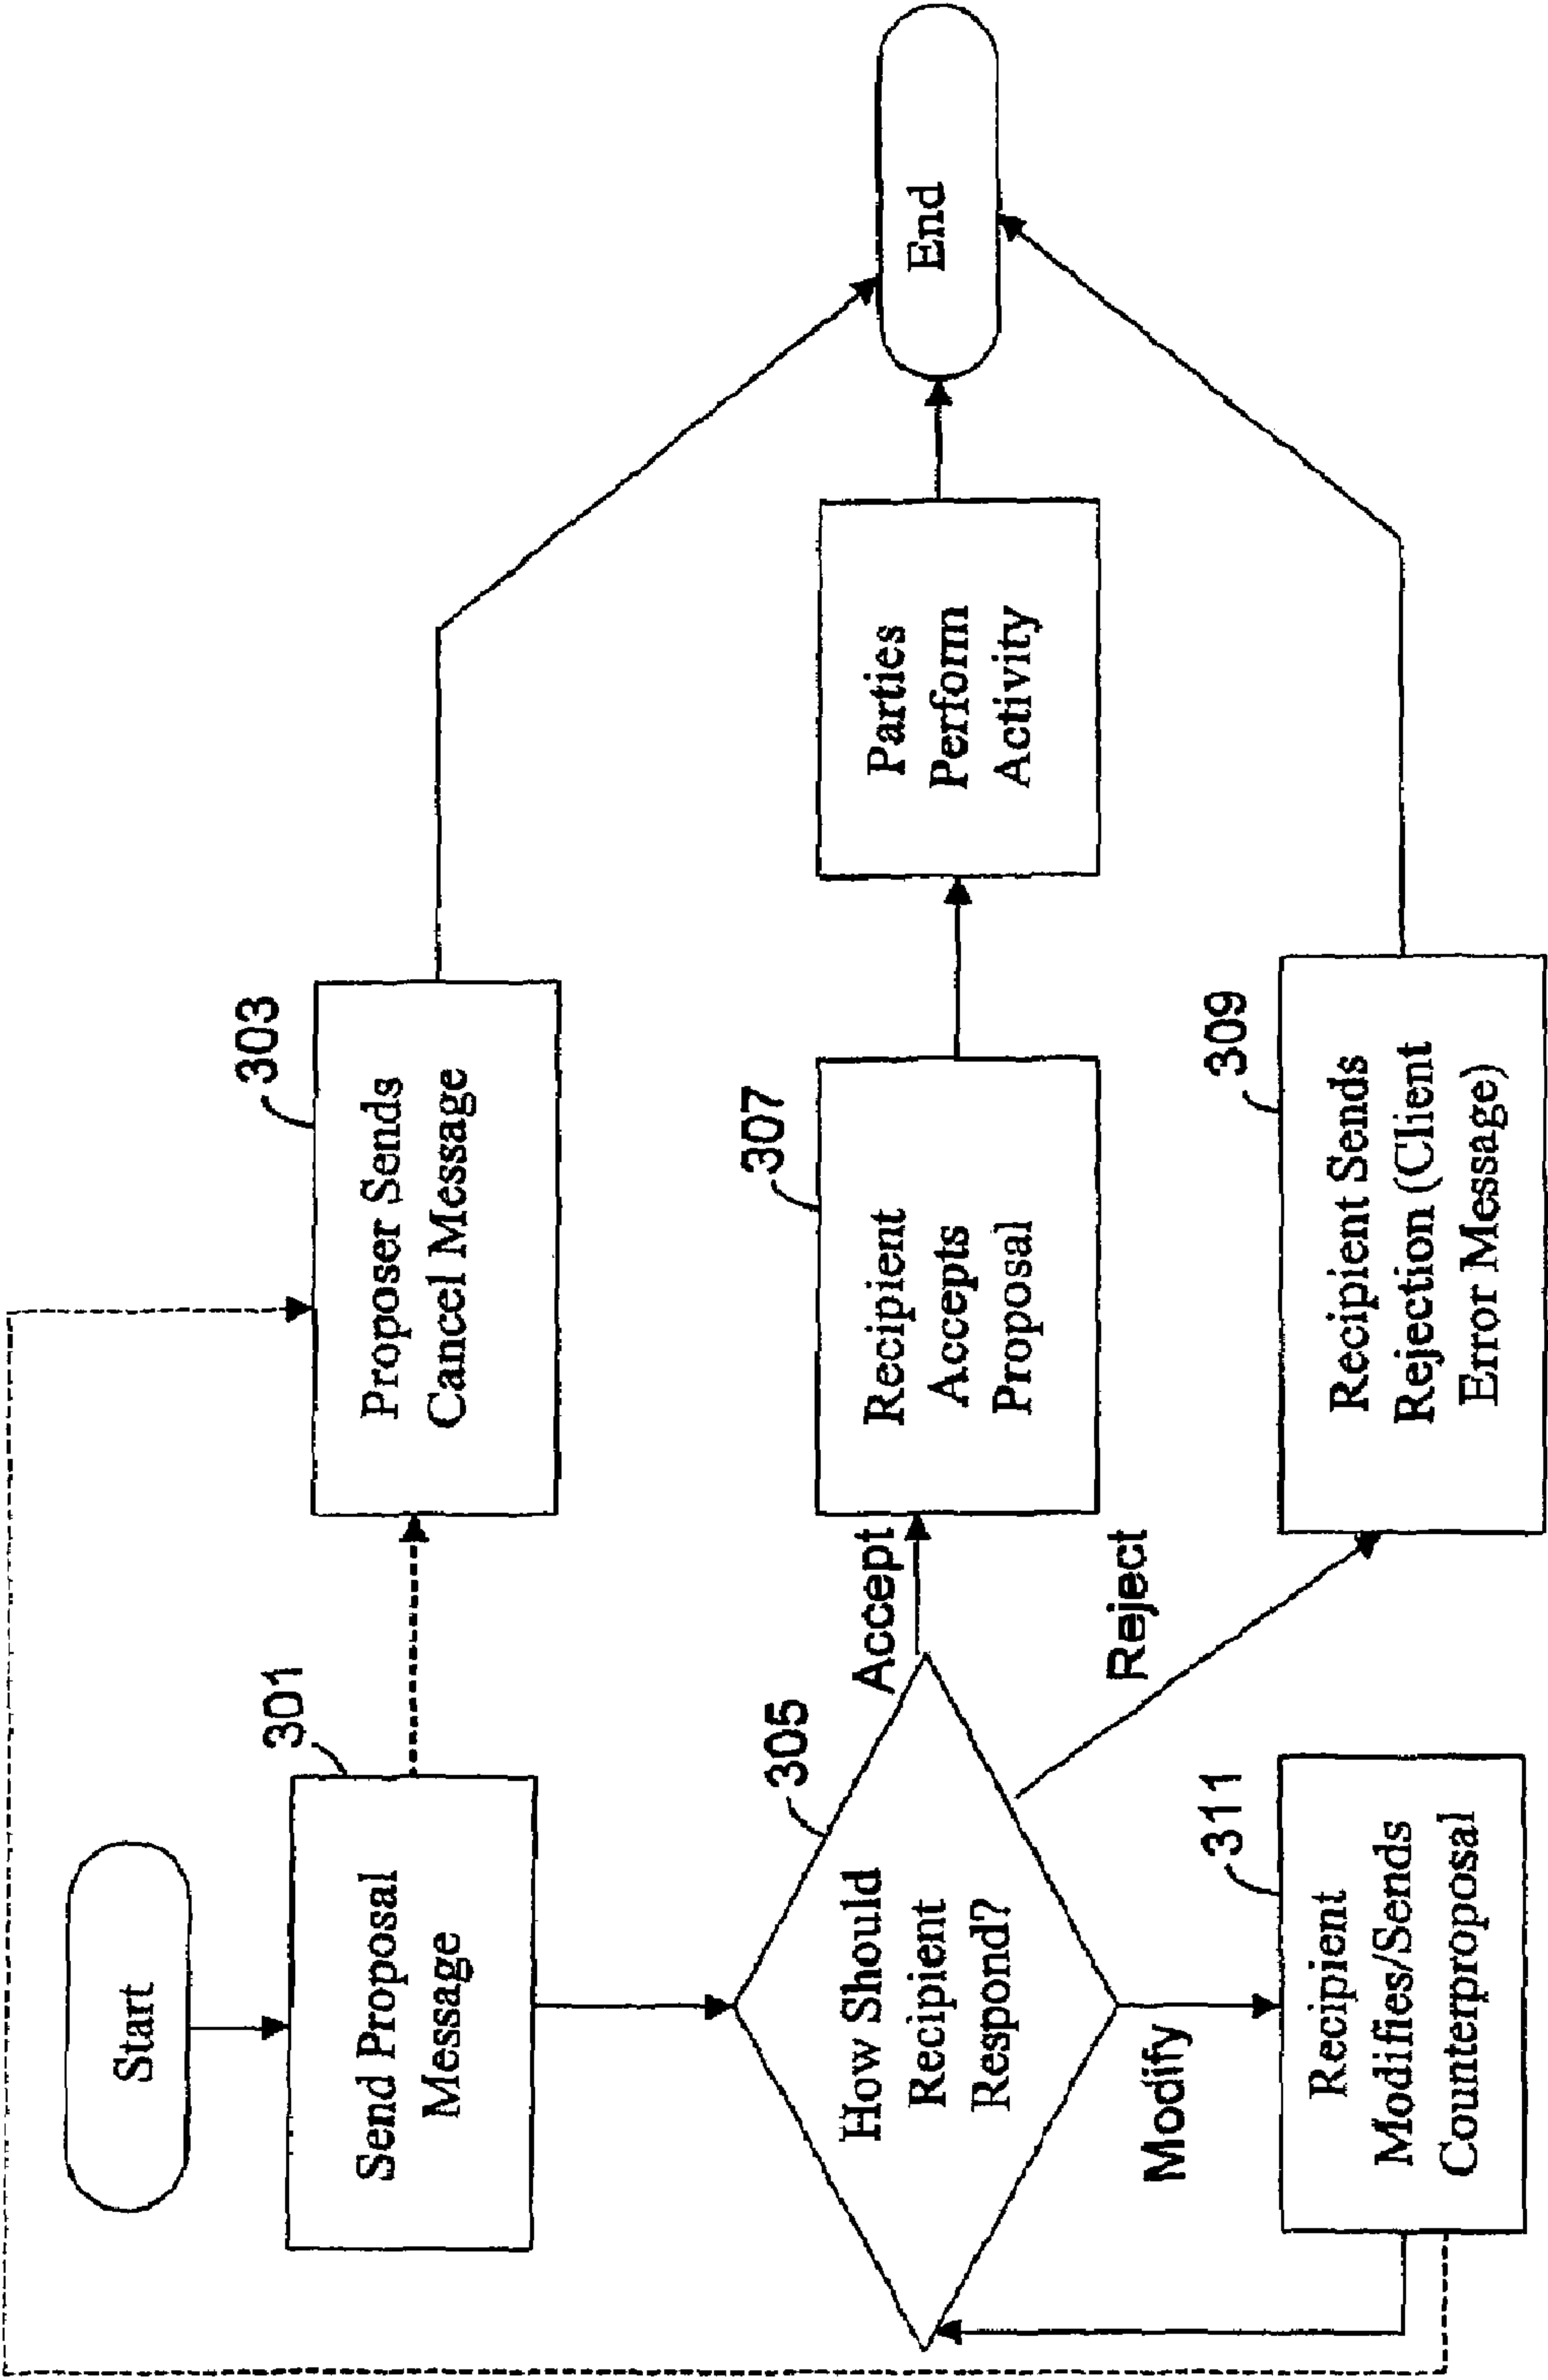 Start
301
Send Proposal
Message
303
Proposer Sends
Cancel Message
305
How Should
Recipient
Respond?
Accept
307
Recipient
Accepts
Proposal
Parties
Perform
Activity
End
Reject
309
Recipient Sends
Rejection (Client
Error Message)
Modify
311
Recipient
Modifies/Sends
Counterproposal